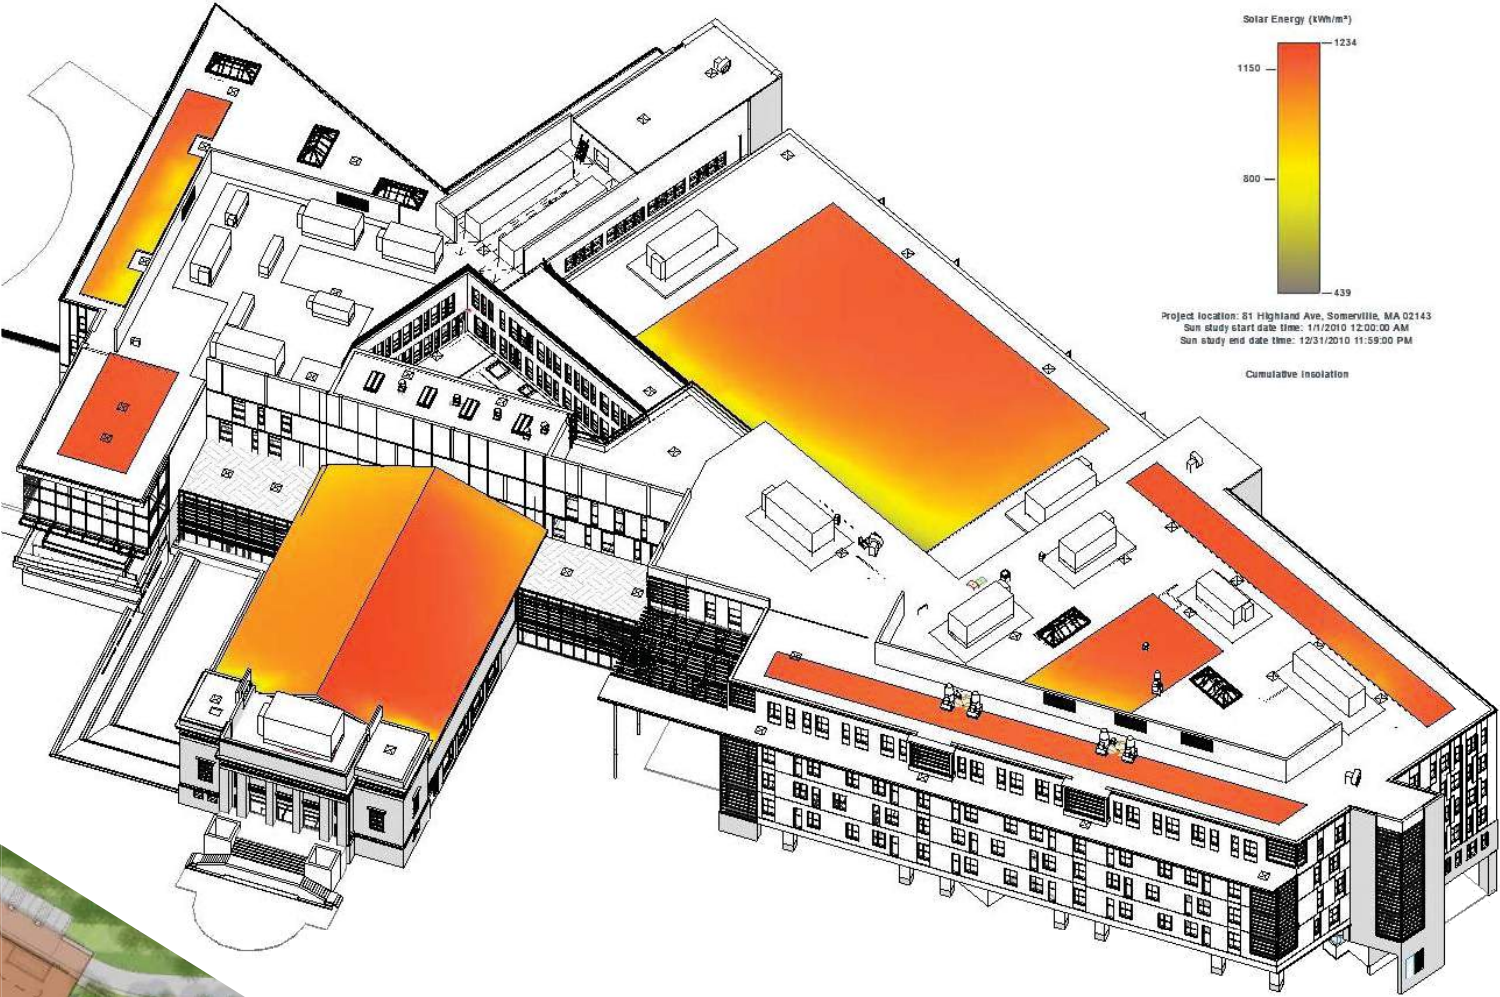 Solar Energy (kWh/m²)
1234
1150
800
439
Project location: 81 Highland Ave, Somerville, MA 02143
Sun study start date time: 1/1/2010 12:00:00 AM
Sun study end date time: 12/31/2010 11:59:00 PM
Cumulative Insolation